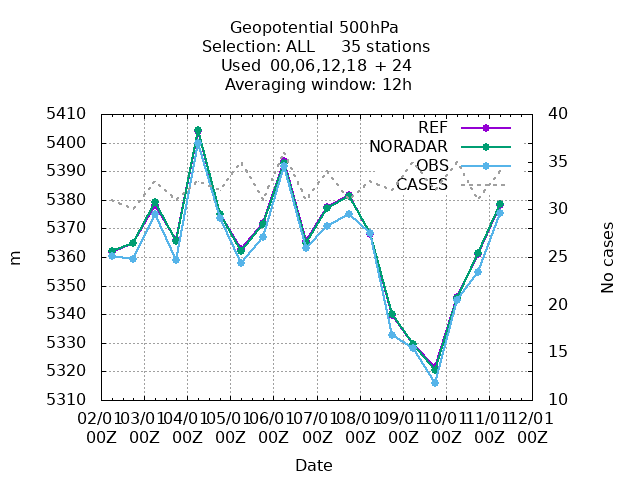 Geopotential 500hPa
Selection: ALL 35 stations
Used 00,06,12,18 + 24
Averaging window: 12h
5410
5400
5390
5380
5370
5360
5350
5340
5330
5320
5310
m
40
35
30
25
20
15
10
No cases
REF
NORADAR
OBS
CASES
02/01 03/01 04/01 05/01 06/01 07/01 08/01 09/01 10/01 11/01 12/01
00Z 00Z 00Z 00Z 00Z 00Z 00Z 00Z 00Z 00Z 00Z
Date